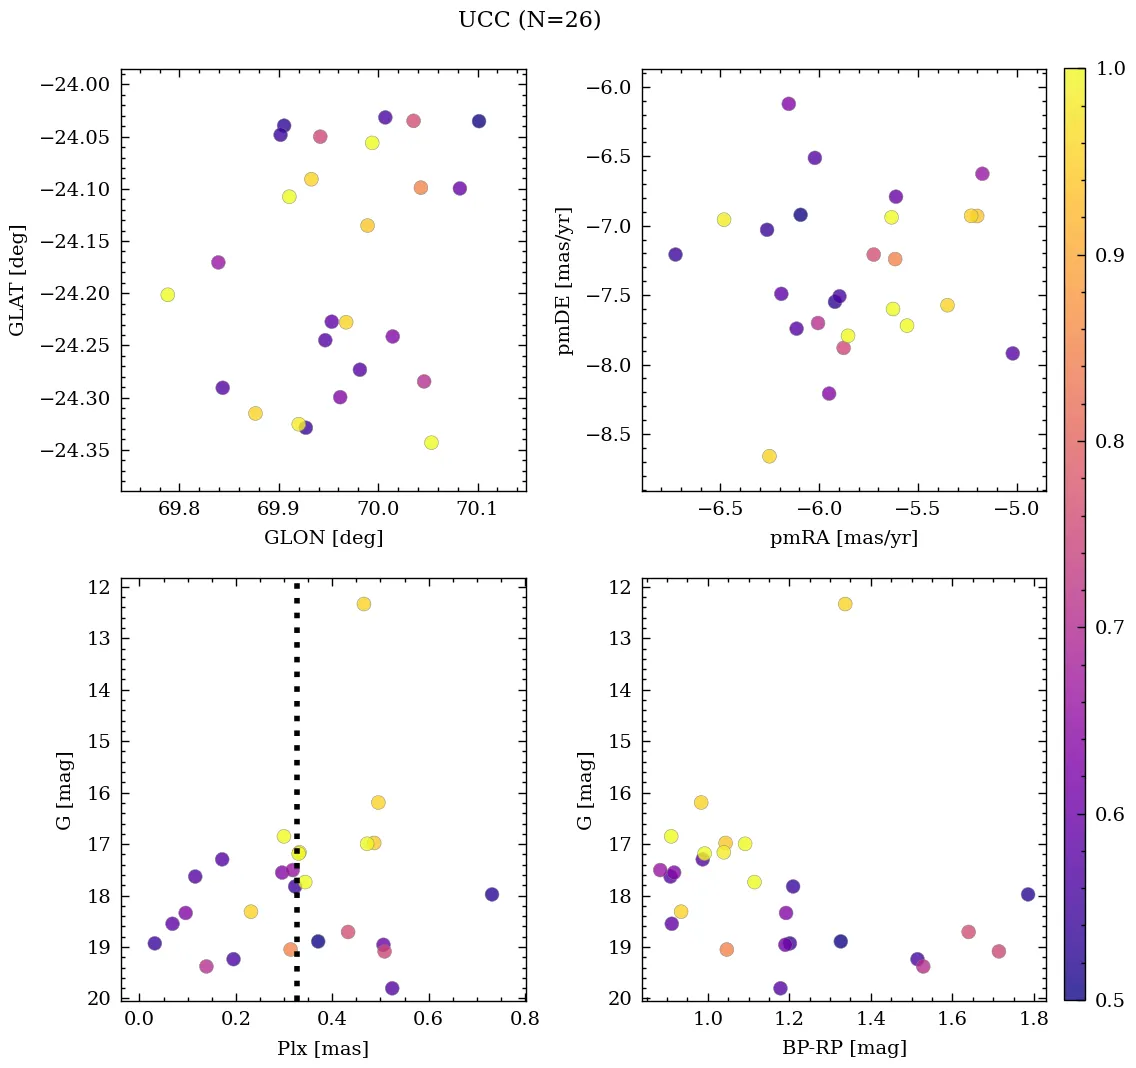 UCC (N=26)
−24.00
−24.05
−24.10
−24.15
−24.20
−24.25
−24.30
−24.35
GLAT [deg]
69.8 69.9 70.0 70.1
GLON [deg]
−6.0
−6.5
−7.0
−7.5
−8.0
−8.5
pmDE [mas/yr]
−6.5 −6.0 −5.5 −5.0
pmRA [mas/yr]
12
13
14
15
16
17
18
19
20
G [mag]
0.0 0.2 0.4 0.6 0.8
Plx [mas]
12
13
14
15
16
17
18
19
20
G [mag]
1.0 1.2 1.4 1.6 1.8
BP-RP [mag]
1.0
0.9
0.8
0.7
0.6
0.5